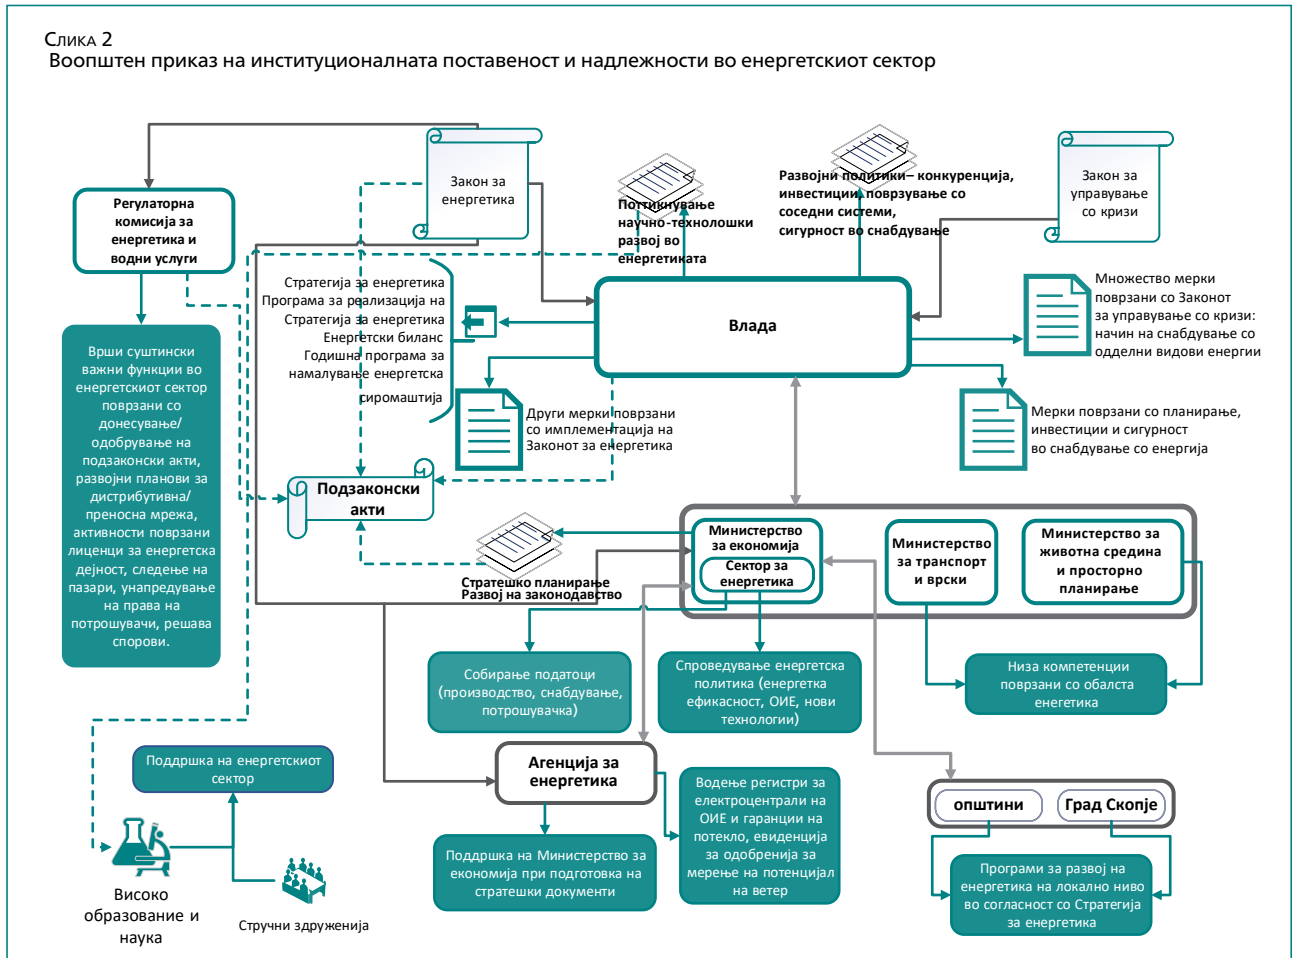 Слика 2
Воопштен приказ на институционалната поставеност и надлежности во енергетскиот сектор
Закон за
енергетика
Регулаторна
комисија за
енергетика и
водни услуги
Поттикнување
научно-технолошки
развој во
енергетиката
Развојни политики – конкуренција,
инвестиции, поврзување со
соседни системи,
сигурност во снабдување
Закон за
управување
со кризи
Стратегија за енергетика
Програма за реализација на
Стратегија за енергетика
Енергетски биланс
Годишна програма за
намалување енергетска
сиромаштија
Влада
Множество мерки
поврзани со Законот
за управување со кризи:
начин на снабдување со
одделни видови енергии
Други мерки поврзани
со имплементација на
Законот за енергетика
Мерки поврзани со планирање,
инвестиции и сигурност
во снабдување со енергија
Врши суштински
важни функции во
енергетскиот сектор
поврзани со
донесување/
одобрување на
подзаконски акти,
развојни планови за
дистрибутивна/
преносна мрежа,
активности поврзани
лиценци за енергетска
дејност, следење на
пазари, унапредување
на права на
потрошувачи, решава
спорови.
Подзаконски
акти
Стратешко планирање
Развој на законодавство
Министерство
за економија
Сектор за
енергетика
Министерство
за транспорт
и врски
Министерство за
животна средина
и просторно
планирање
Собирање податоци
(производство, снабдување,
потрошувачка)
Спроведување енергетска
политика (енергетка
ефикасност, ОИЕ, нови
технологии)
Низа компетенции
поврзани со обалста
енегетика
Поддршка на енергетскиот
сектор
Агенција за
енергетика
Водење регистри за
електроцентрали на
ОИЕ и гаранции на
потекло, евиденција
за одобренија за
мерење на потенцијал
на ветер
општини
Град Скопје
Поддршка на Министерство за
економија при подготовка на
стратешки документи
Програми за развој на
енергетика на локално ниво
во согласност со Стратегија
за енергетика
Високо
образование и
наука
Стручни здруженија